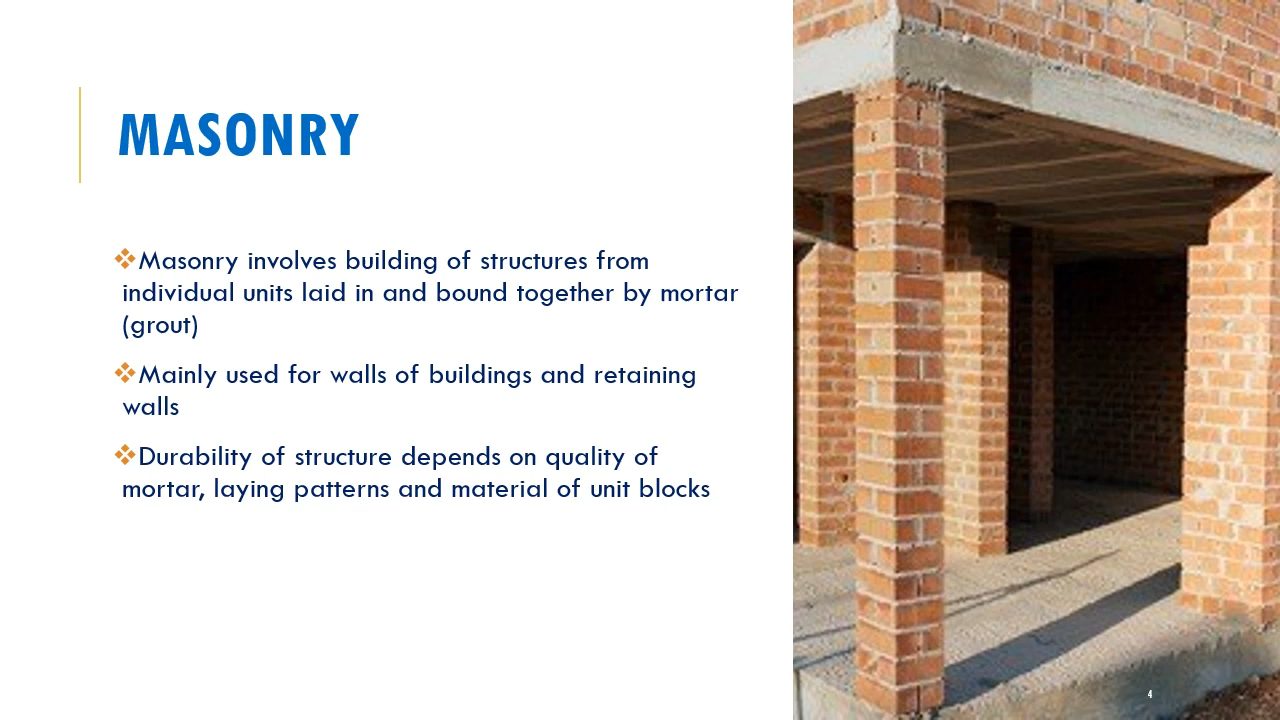 MASONRY
❖Masonry involves building of structures from
individual units laid in and bound together by mortar
(grout)
❖Mainly used for walls of buildings and retaining
walls
❖Durability of structure depends on quality of
mortar, laying patterns and material of unit blocks
4